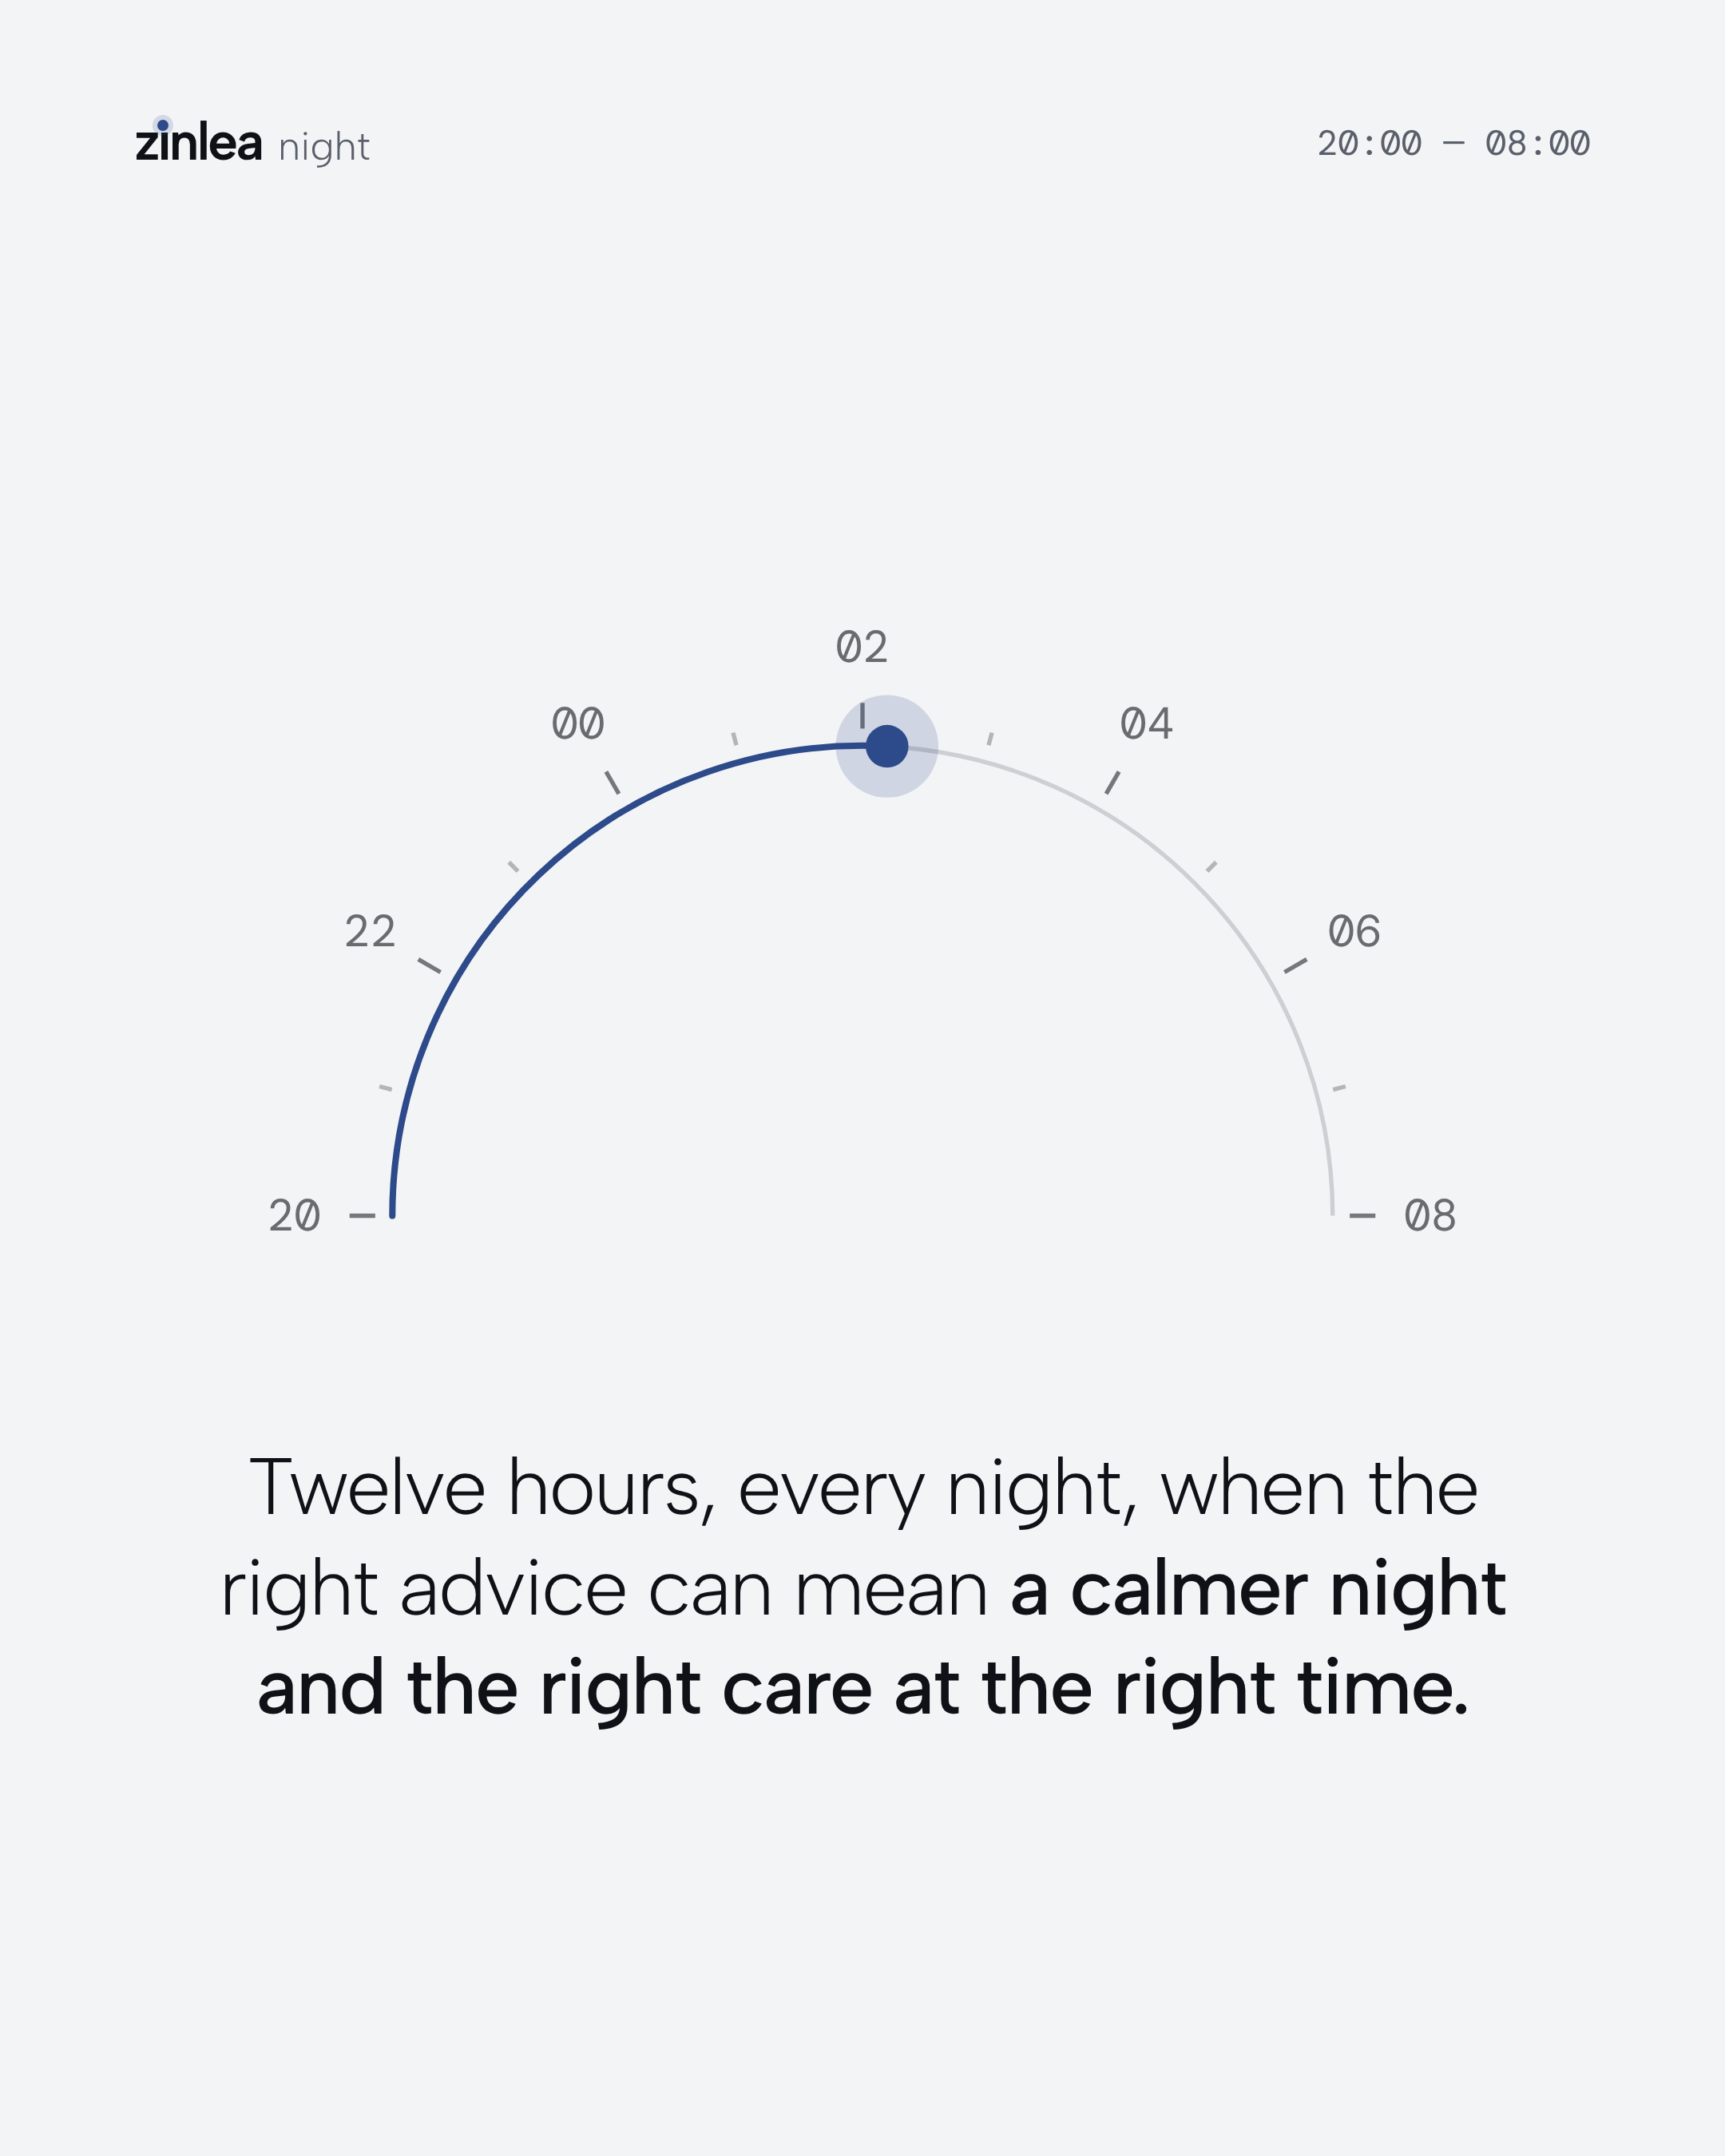 zinlea night
20:00 — 08:00
02
00
04
22
06
20
08
Twelve hours, every night, when the
right advice can mean a calmer night
and the right care at the right time.